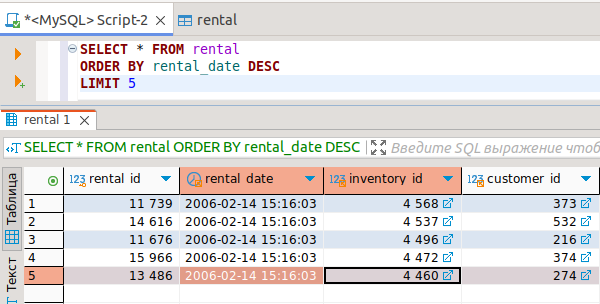 *<MySQL> Script-2
rental
SELECT * FROM rental
ORDER BY rental_date DESC
LIMIT 5
rental 1
SELECT * FROM rental ORDER BY rental_date DESC
Введите SQL выражение чтоб
Таблица
Текст
123 rental_id rental_date 123 inventory_id 123 customer_id
1 11 739 2006-02-14 15:16:03 4 568 373
2 14 616 2006-02-14 15:16:03 4 537 532
3 11 676 2006-02-14 15:16:03 4 496 216
4 15 966 2006-02-14 15:16:03 4 472 374
5 13 486 2006-02-14 15:16:03 4 460 274